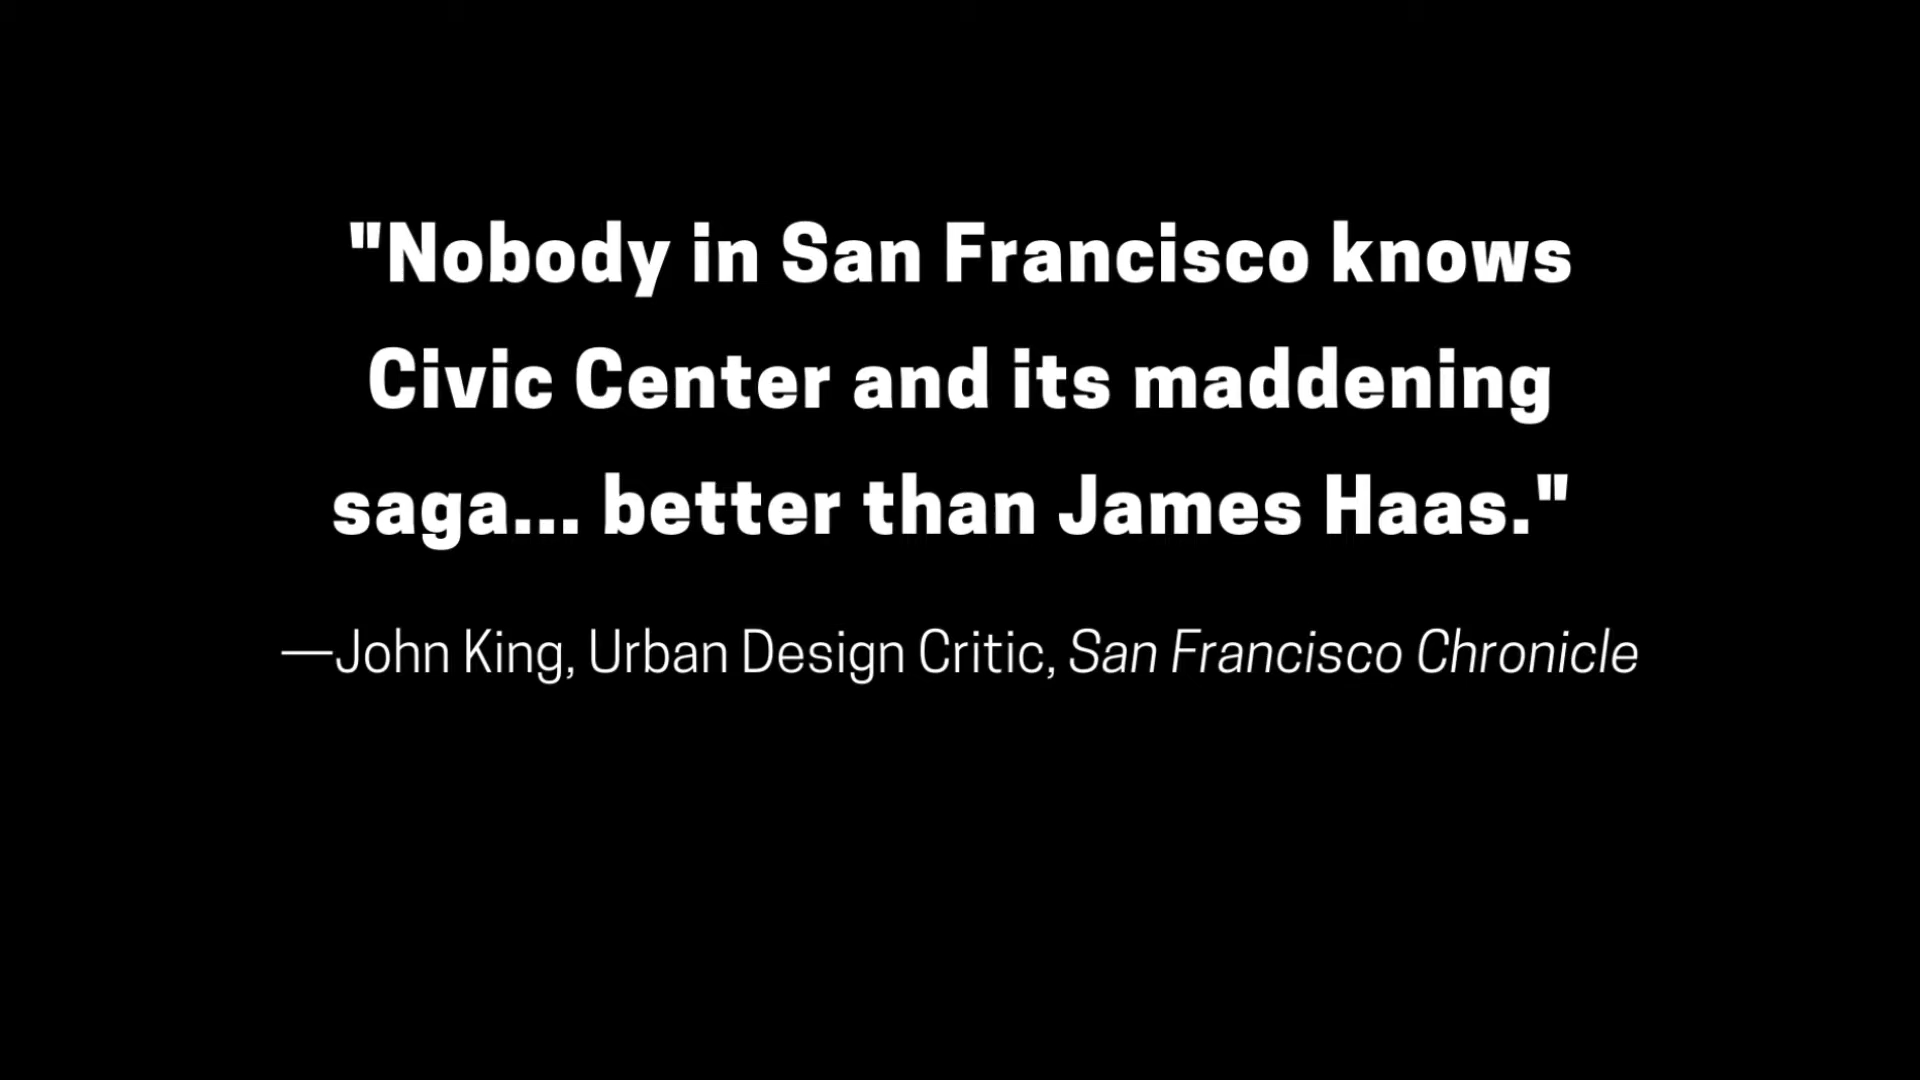 "Nobody in San Francisco knows
Civic Center and its maddening
saga... better than James Haas."
—John King, Urban Design Critic, San Francisco Chronicle